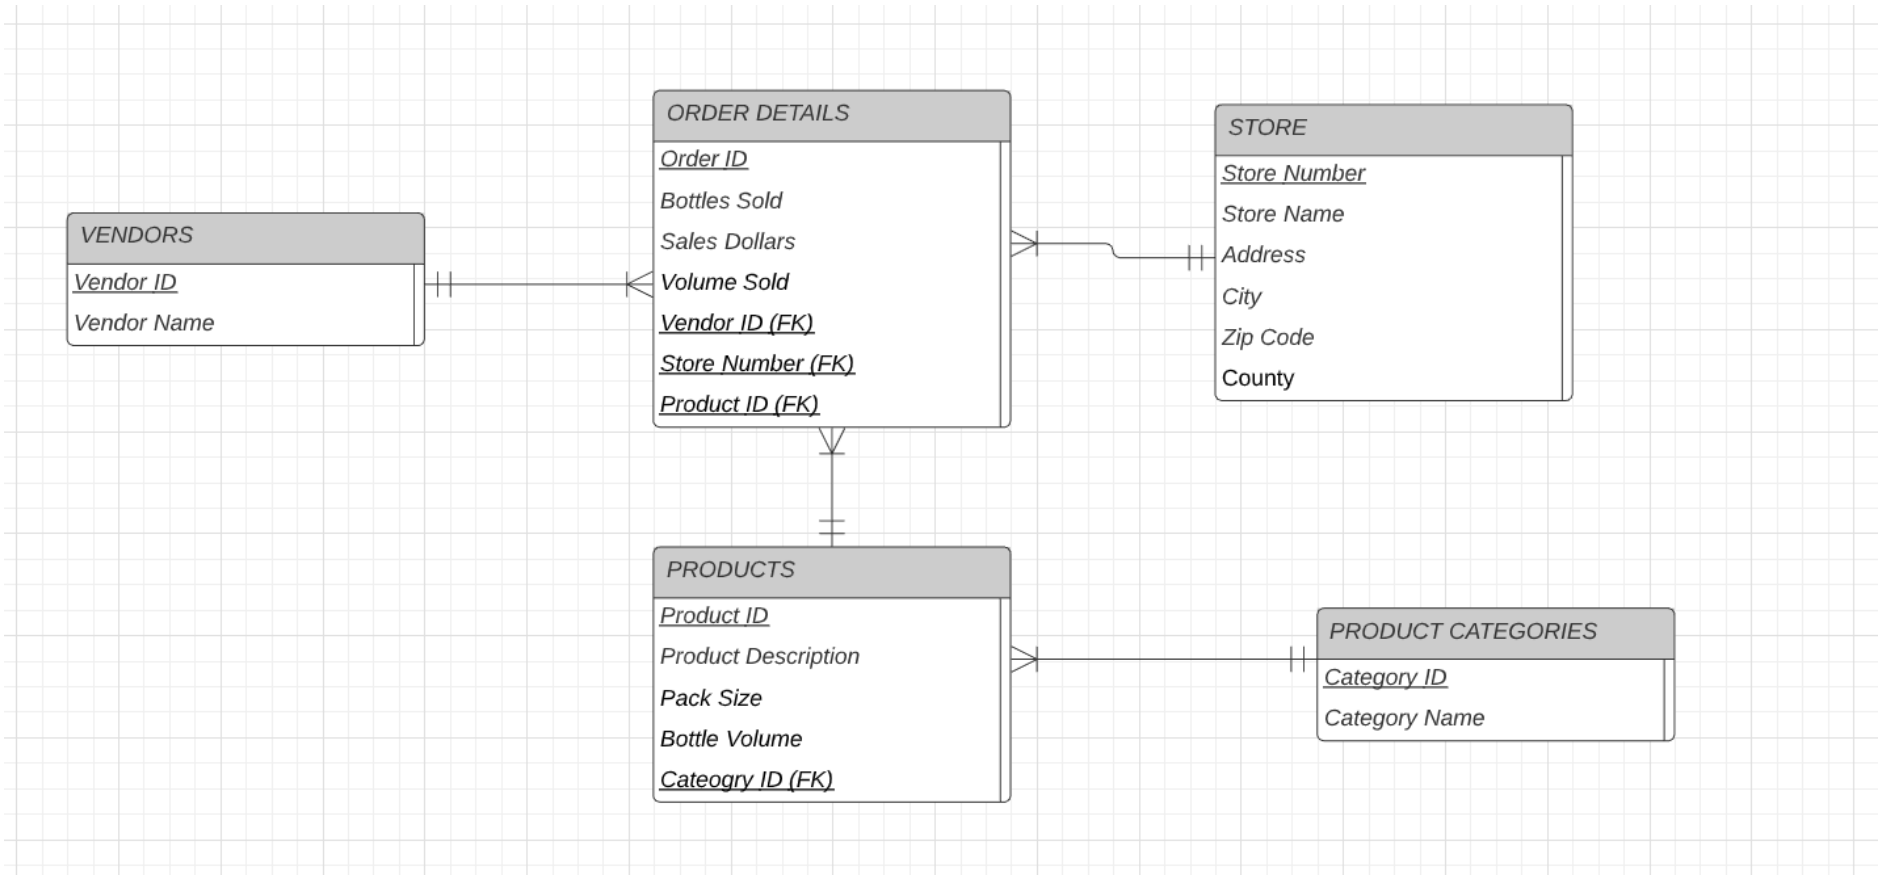 VENDORS
Vendor ID
Vendor Name
ORDER DETAILS
Order ID
Bottles Sold
Sales Dollars
Volume Sold
Vendor ID (FK)
Store Number (FK)
Product ID (FK)
STORE
Store Number
Store Name
Address
City
Zip Code
County
PRODUCTS
Product ID
Product Description
Pack Size
Bottle Volume
Cateogry ID (FK)
PRODUCT CATEGORIES
Category ID
Category Name